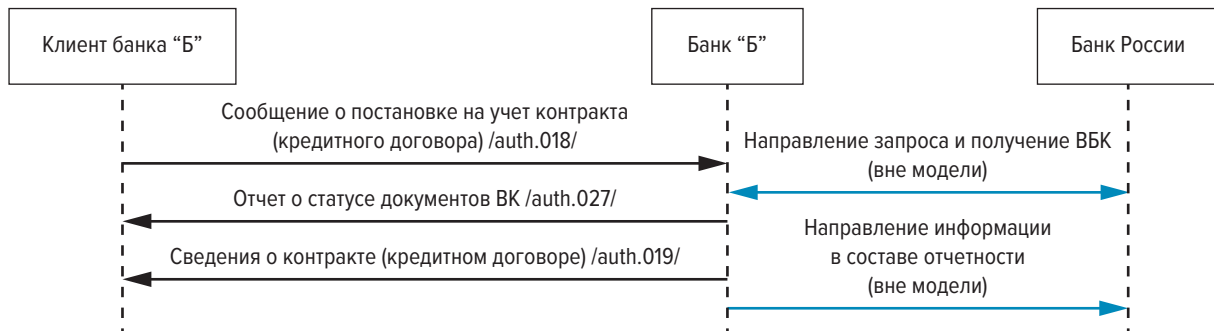 Клиент банка “Б”
Банк “Б”
Банк России
Сообщение о постановке на учет контракта
(кредитного договора) /auth.018/
Направление запроса и получение ВБК
(вне модели)
Отчет о статусе документов ВК /auth.027/
Направление информации
в составе отчетности
(вне модели)
Сведения о контракте (кредитном договоре) /auth.019/